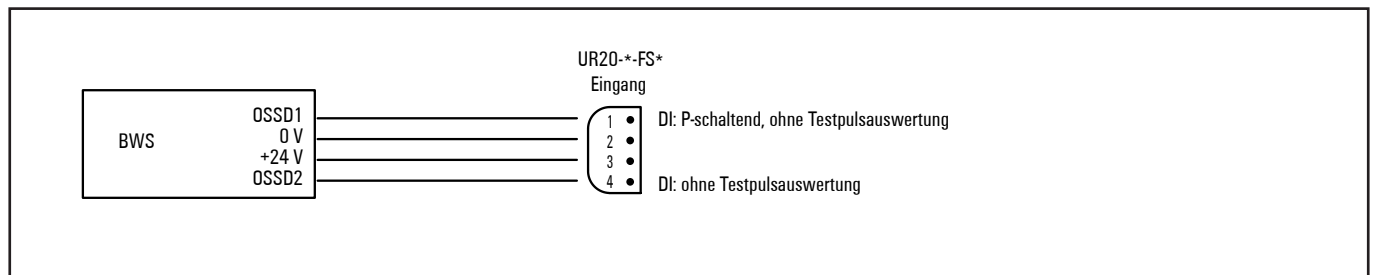 UR20-*-FS*
Eingang
BWS
OSSD1
0 V
+24 V
OSSD2
1
2
3
4
DI: P-schaltend, ohne Testpulsauswertung
DI: ohne Testpulsauswertung